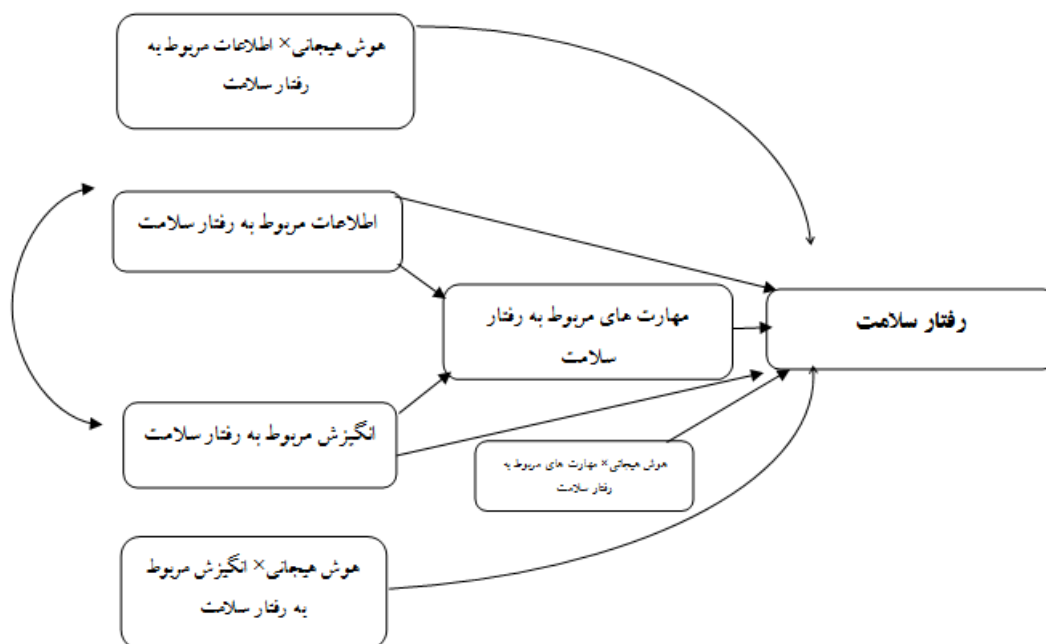 هوش هیجانی× اطلاعات مربوط به
رفتار سلامت
اطلاعات مربوط به رفتار سلامت
مهارت های مربوط به رفتار
سلامت
رفتار سلامت
انگیزش مربوط به رفتار سلامت
هوش هیجانی× مهارت های مربوط به
رفتار سلامت
هوش هیجانی× انگیزش مربوط
به رفتار سلامت